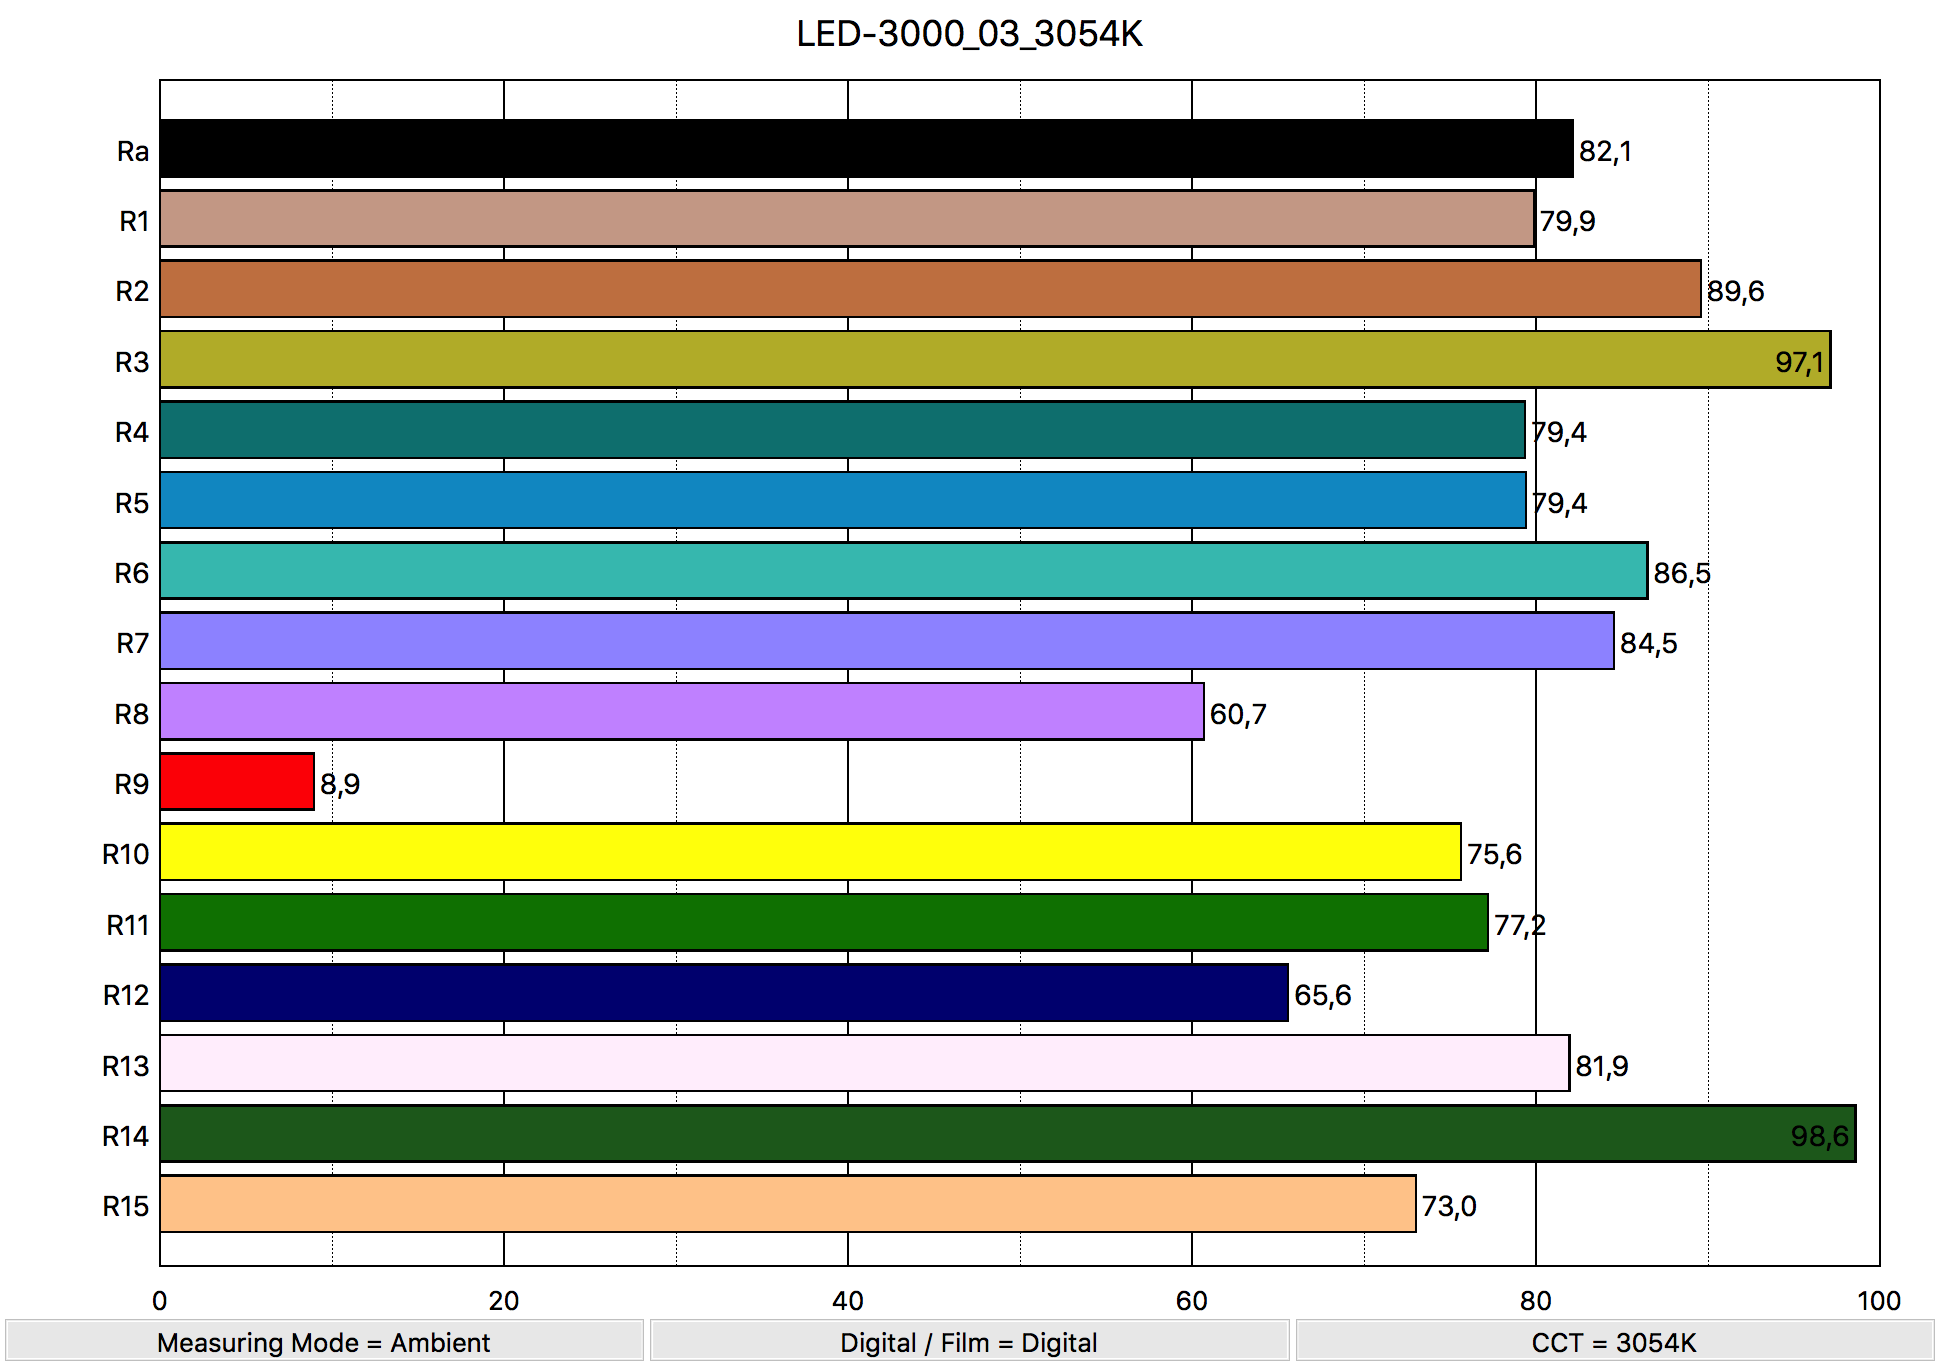 LED-3000_03_3054K
Ra 82,1
R1 79,9
R2 89,6
R3 97,1
R4 79,4
R5 79,4
R6 86,5
R7 84,5
R8 60,7
R9 8,9
R10 75,6
R11 77,2
R12 65,6
R13 81,9
R14 98,6
R15 73,0
0 20 40 60 80 100
Measuring Mode = Ambient Digital / Film = Digital CCT = 3054K